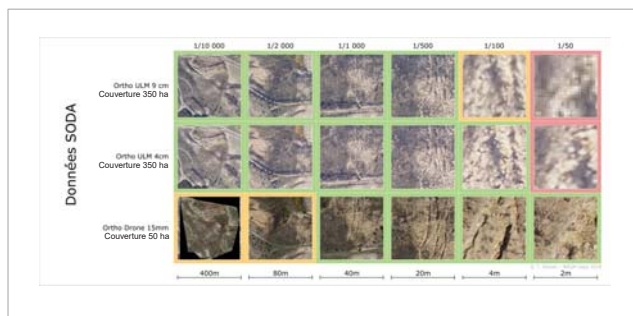 1/10 000 1/2 000 1/1 000 1/500 1/100 1/50
Données SODA
Ortho ULM 9 cm
Couverture 350 ha
Ortho ULM 4cm
Couverture 350 ha
Ortho Drone 15mm
Couverture 50 ha
400m 80m 40m 20m 4m 2m